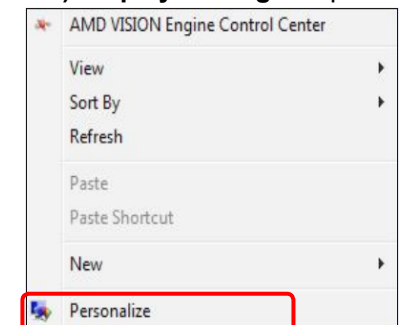 AMD VISION Engine Control Center
View
Sort By
Refresh
Paste
Paste Shortcut
New
Personalize